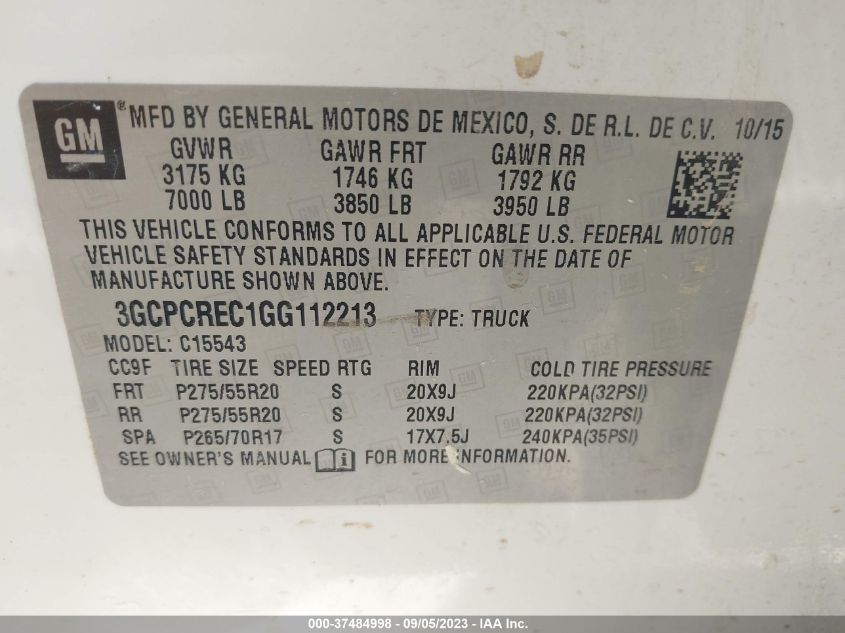 GM ® MFD BY GENERAL MOTORS DE MEXICO, S. DE R.L. DE C.V. 10/15
GVWR GAWR FRT GAWR RR
3175 KG 1746 KG 1792 KG
7000 LB 3850 LB 3950 LB
THIS VEHICLE CONFORMS TO ALL APPLICABLE U.S. FEDERAL MOTOR
VEHICLE SAFETY STANDARDS IN EFFECT ON THE DATE OF
MANUFACTURE SHOWN ABOVE.
3GCPCREC1GG112213 TYPE: TRUCK
MODEL: C15543
CC9F TIRE SIZE SPEED RTG RIM COLD TIRE PRESSURE
FRT P275/55R20 S 20X9J 220KPA(32PSI)
RR P275/55R20 S 20X9J 220KPA(32PSI)
SPA P265/70R17 S 17X7.5J 240KPA(35PSI)
SEE OWNER'S MANUAL FOR MORE INFORMATION.
000-37484998 - 09/05/2023 - IAA Inc.